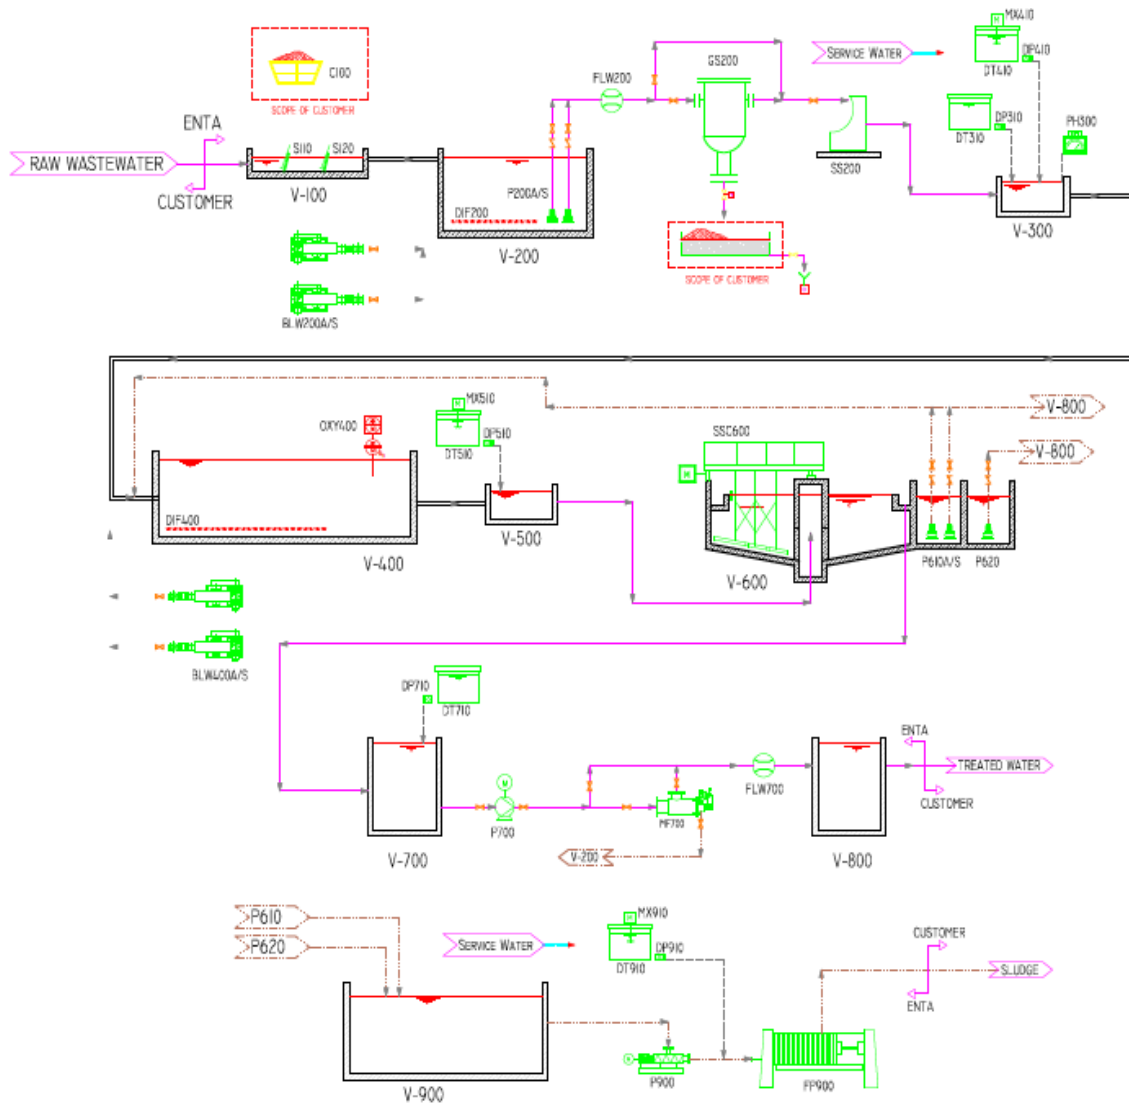 MX410
C100
FLW200
GS200
SERVICE WATER
DP410
DT410
SCOPE OF CUSTOMER
ENTA
DP310
DT310
PH300
RAW WASTEWATER
S110
S120
CUSTOMER
V-100
P200A/S
DIF200
SS200
V-200
V-300
SCOPE OF CUSTOMER
BLW200A/S
MX510
V-800
OXY400
DP510
DT510
SSC600
V-800
M
DIF400
V-500
V-400
V-600
P610A/S
P620
BLW400A/S
DP710
DT710
ENTA
TREATED WATER
FLW700
CUSTOMER
M
P700
MF700
V-200
V-700
V-800
P610
P620
MX910
SERVICE WATER
DP910
DT910
CUSTOMER
SLUDGE
ENTA
P900
FP900
V-900